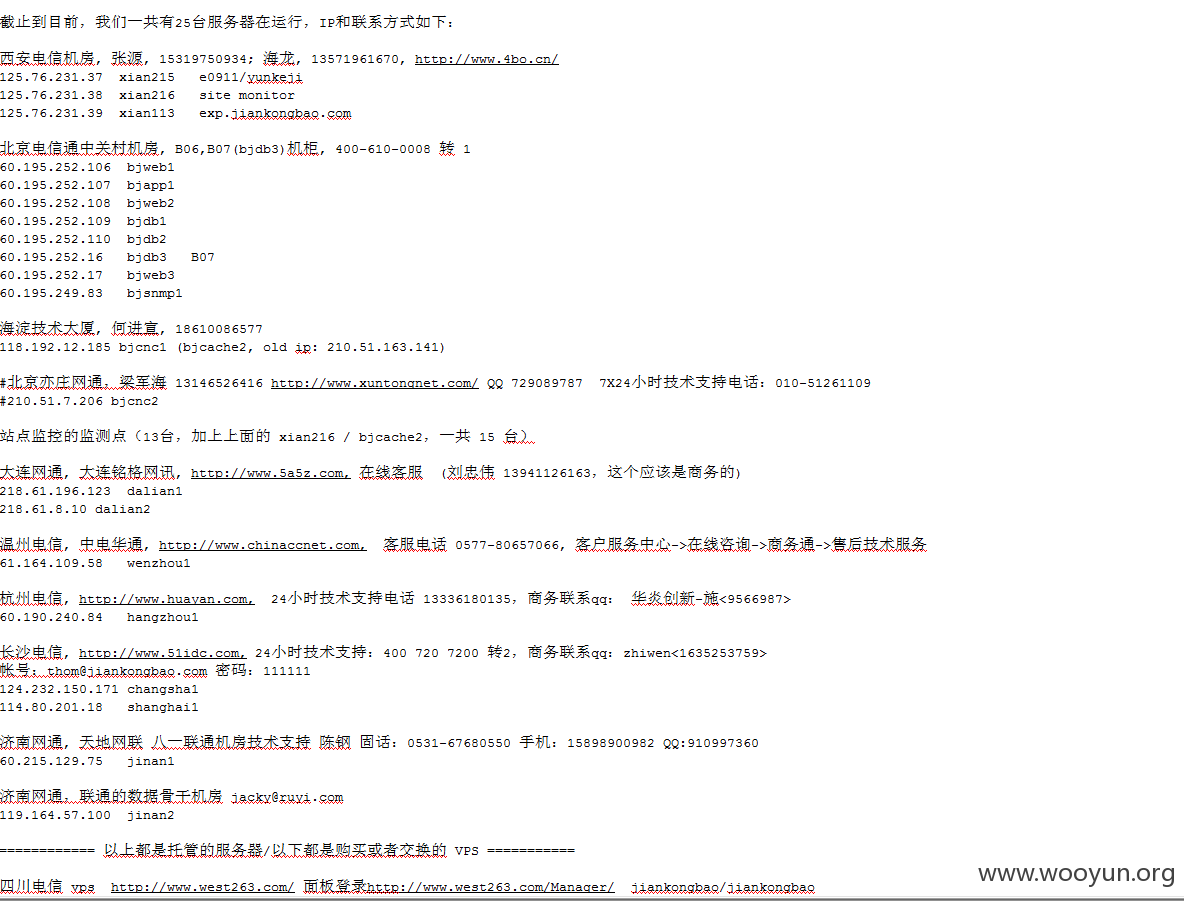 截止到目前，我们一共有25台服务器在运行，IP和联系方式如下：
西安电信机房, 张源, 15319750934; 海龙, 13571961670, http://www.4bo.cn/
125.76.231.37 xian215 e0911/yunkeji
125.76.231.38 xian216 site monitor
125.76.231.39 xian113 exp.jiankongbao.com
北京电信通中关村机房, B06,B07(bjdb3)机柜, 400-610-0008 转 1
60.195.252.106 bjweb1
60.195.252.107 bjapp1
60.195.252.108 bjweb2
60.195.252.109 bjdb1
60.195.252.110 bjdb2
60.195.252.16 bjdb3 B07
60.195.252.17 bjweb3
60.195.249.83 bjsnmp1
海淀技术大厦, 何进宣, 18610086577
118.192.12.185 bjcnc1 (bjcache2, old ip: 210.51.163.141)
#北京亦庄网通，梁军海 13146526416 http://www.xuntongnet.com/ QQ 729089787 7X24小时技术支持电话：010-51261109
#210.51.7.206 bjcnc2
站点监控的监测点（13台，加上上面的 xian216 / bjcache2，一共 15 台）
大连网通, 大连铭格网讯, http://www.5a5z.com, 在线客服 (刘忠伟 13941126163，这个应该是商务的)
218.61.196.123 dalian1
218.61.8.10 dalian2
温州电信, 中电华通, http://www.chinaccnet.com, 客服电话 0577-80657066, 客户服务中心->在线咨询->商务通->售后技术服务
61.164.109.58 wenzhou1
杭州电信, http://www.huayan.com, 24小时技术支持电话 13336180135，商务联系qq： 华炎创新-施<9566987>
60.190.240.84 hangzhou1
长沙电信, http://www.51idc.com, 24小时技术支持：400 720 7200 转2，商务联系qq：zhiwen<1635253759>
帐号：thom@jiankongbao.com 密码：111111
124.232.150.171 changsha1
114.80.201.18 shanghai1
济南网通, 天地网联 八一联通机房技术支持 陈钢 固话：0531-67680550 手机：15898900982 QQ:910997360
60.215.129.75 jinan1
济南网通，联通的数据骨干机房 jacky@ruyi.com
119.164.57.100 jinan2
============ 以上都是托管的服务器/以下都是购买或者交换的 VPS ===========
四川电信 vps http://www.west263.com/ 面板登录http://www.west263.com/Manager/ jiankongbao/jiankongbao
www.wooyun.org